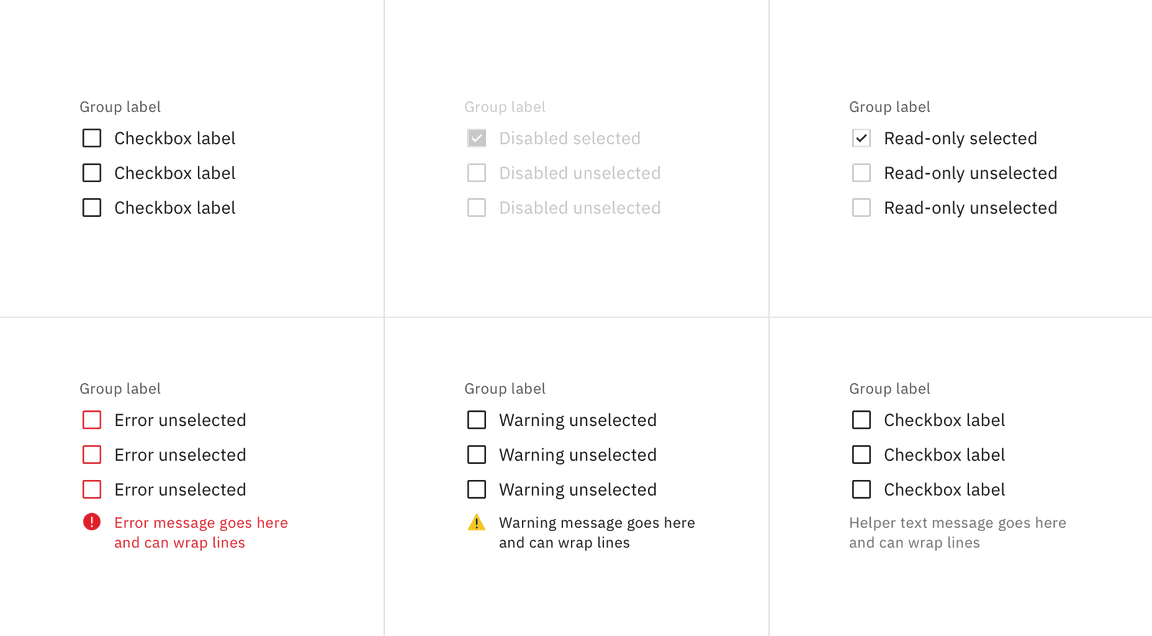 Group label
Checkbox label
Checkbox label
Checkbox label
Group label
Disabled selected
Disabled unselected
Disabled unselected
Group label
Read-only selected
Read-only unselected
Read-only unselected
Group label
Error unselected
Error unselected
Error unselected
Error message goes here
and can wrap lines
Group label
Warning unselected
Warning unselected
Warning unselected
Warning message goes here
and can wrap lines
Group label
Checkbox label
Checkbox label
Checkbox label
Helper text message goes here
and can wrap lines